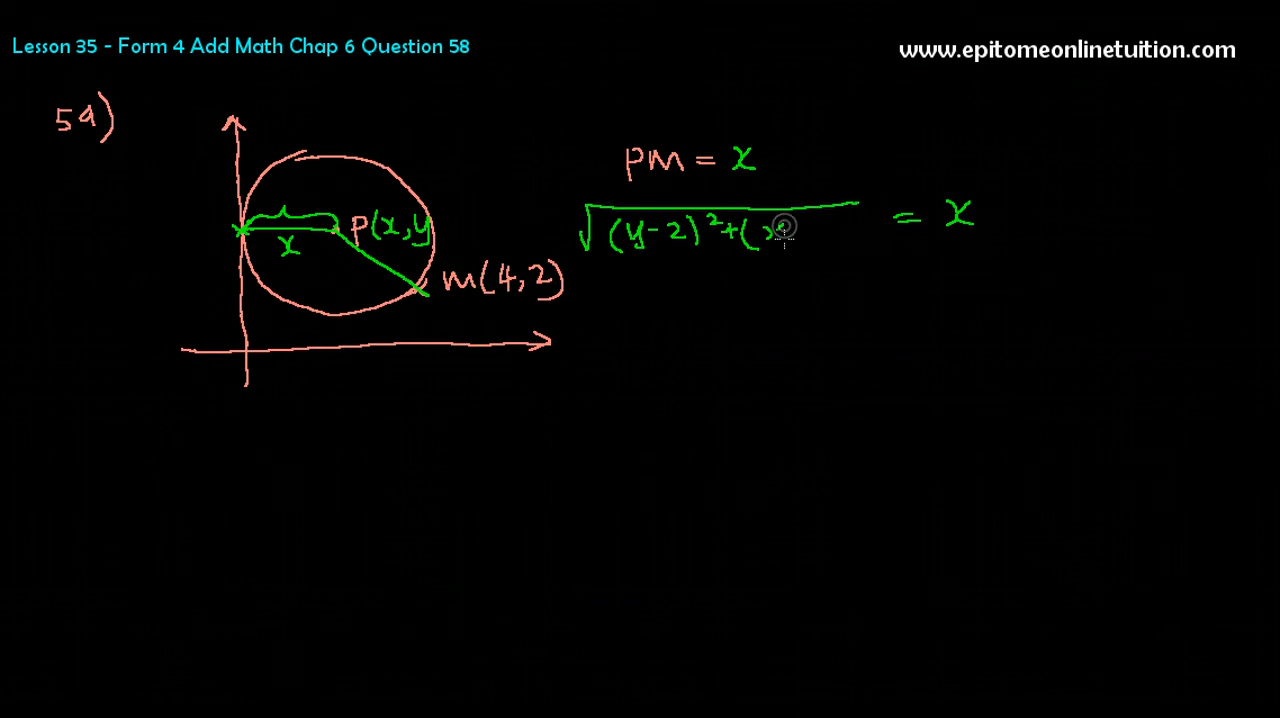 Lesson 35 - Form 4 Add Math Chap 6 Question 58
www.epitomeonlinetuition.com
59)
PM = x
√(y-2)²+(x = x
P(x,y
x
M(4,2)